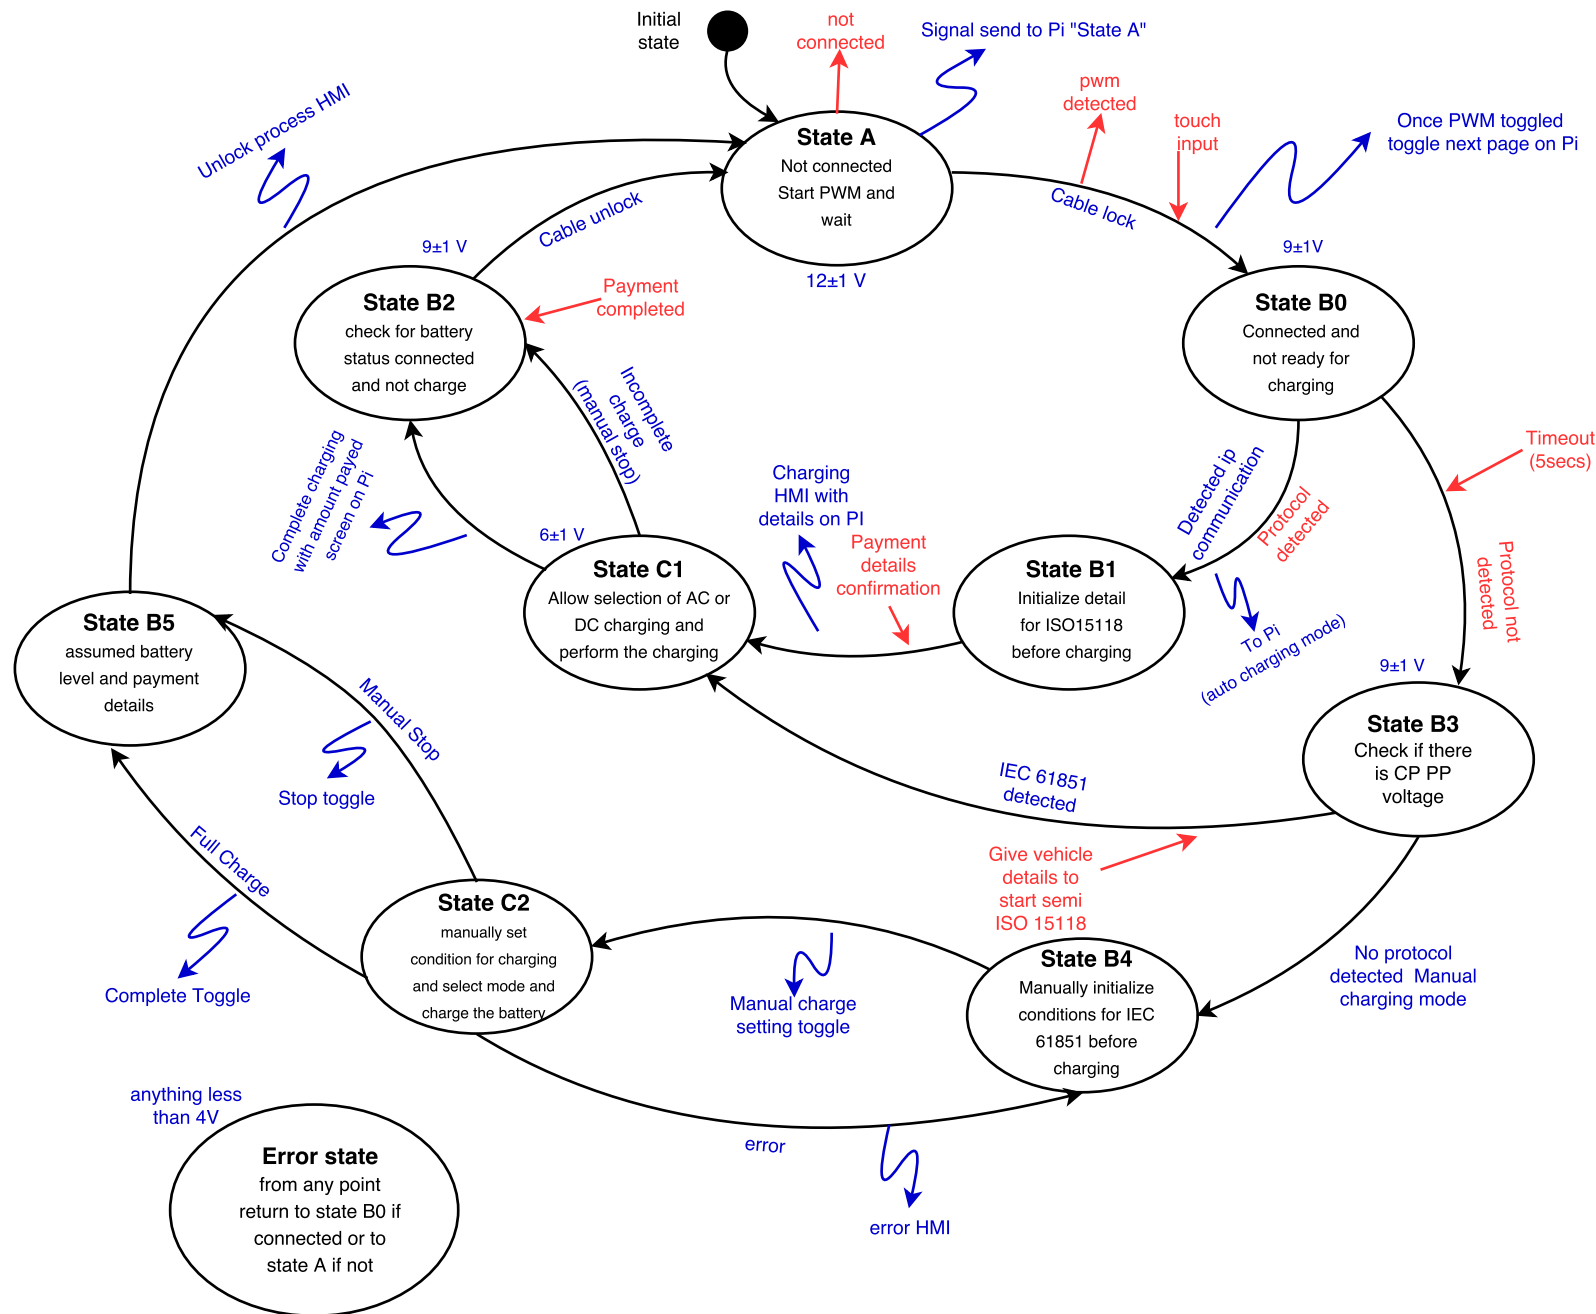 Initial
state
not
connected
Signal send to Pi "State A"
pwm
detected
touch
input
Once PWM toggled
toggle next page on Pi
Unlock process HMI
State A
Not connected
Start PWM and
wait
12±1 V
Cable lock
Cable unlock
9±1 V
9±1V
State B2
check for battery
status connected
and not charge
Payment
completed
State B0
Connected and
not ready for
charging
Timeout
(5secs)
Incomplete
charge
(manual stop)
Complete charging
with amount payed
screen on Pi
Charging
HMI with
details on PI
Payment
details
confirmation
Detected ip
communication
Protocol
detected
Protocol not
detected
6±1 V
State C1
Allow selection of AC or
DC charging and
perform the charging
State B1
Initialize detail
for ISO15118
before charging
To Pi
(auto charging mode)
9±1 V
State B5
assumed battery
level and payment
details
Manual Stop
Stop toggle
State B3
Check if there
is CP PP
voltage
IEC 61851
detected
Full Charge
Complete Toggle
Give vehicle
details to
start semi
ISO 15118
State C2
manually set
condition for charging
and select mode and
charge the battery
Manual charge
setting toggle
State B4
Manually initialize
conditions for IEC
61851 before
charging
No protocol
detected  Manual
charging mode
anything less
than 4V
error
error HMI
Error state
from any point
return to state B0 if
connected or to
state A if not